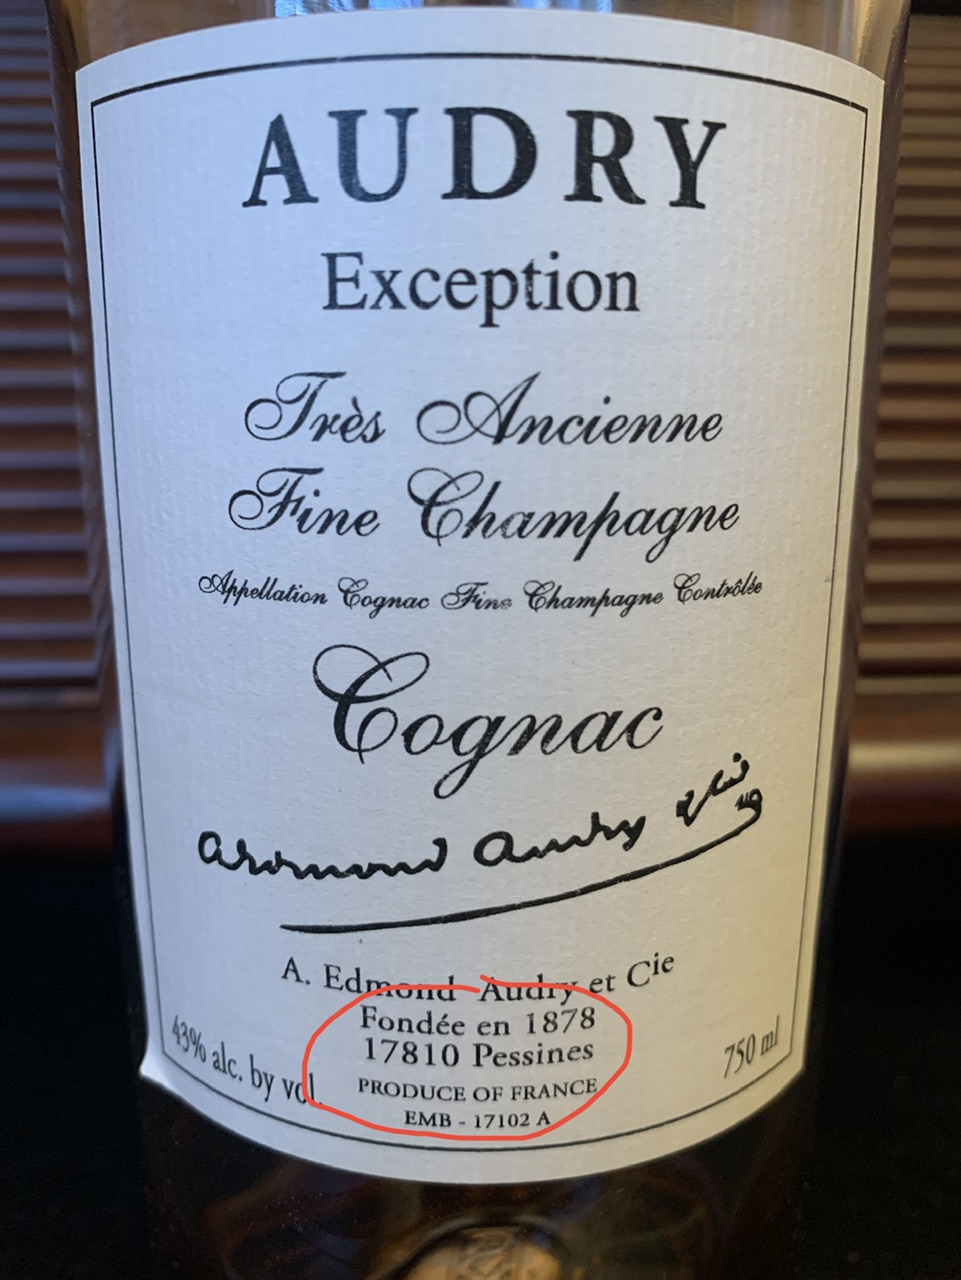 AUDRY
Exception
Très Ancienne
Fine Champagne
Appellation Cognac Fine Champagne Contrôlée
Cognac
A. Edmond Audry et Cie
Fondée en 1878
17810 Pessines
PRODUCE OF FRANCE
EMB - 17102 A
43% alc. by vol.
750 ml